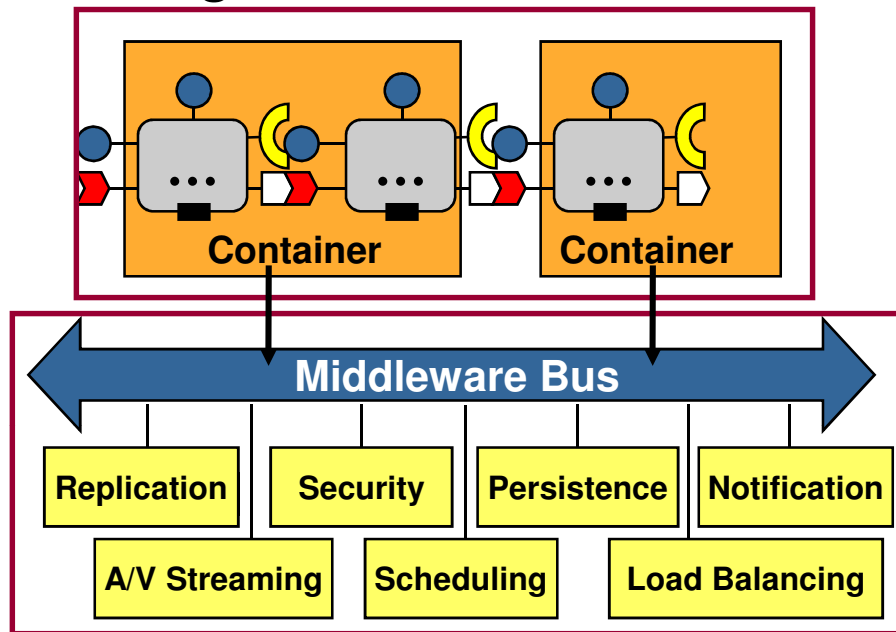 Container
Container
Middleware Bus
Replication
Security
Persistence
Notification
A/V Streaming
Scheduling
Load Balancing